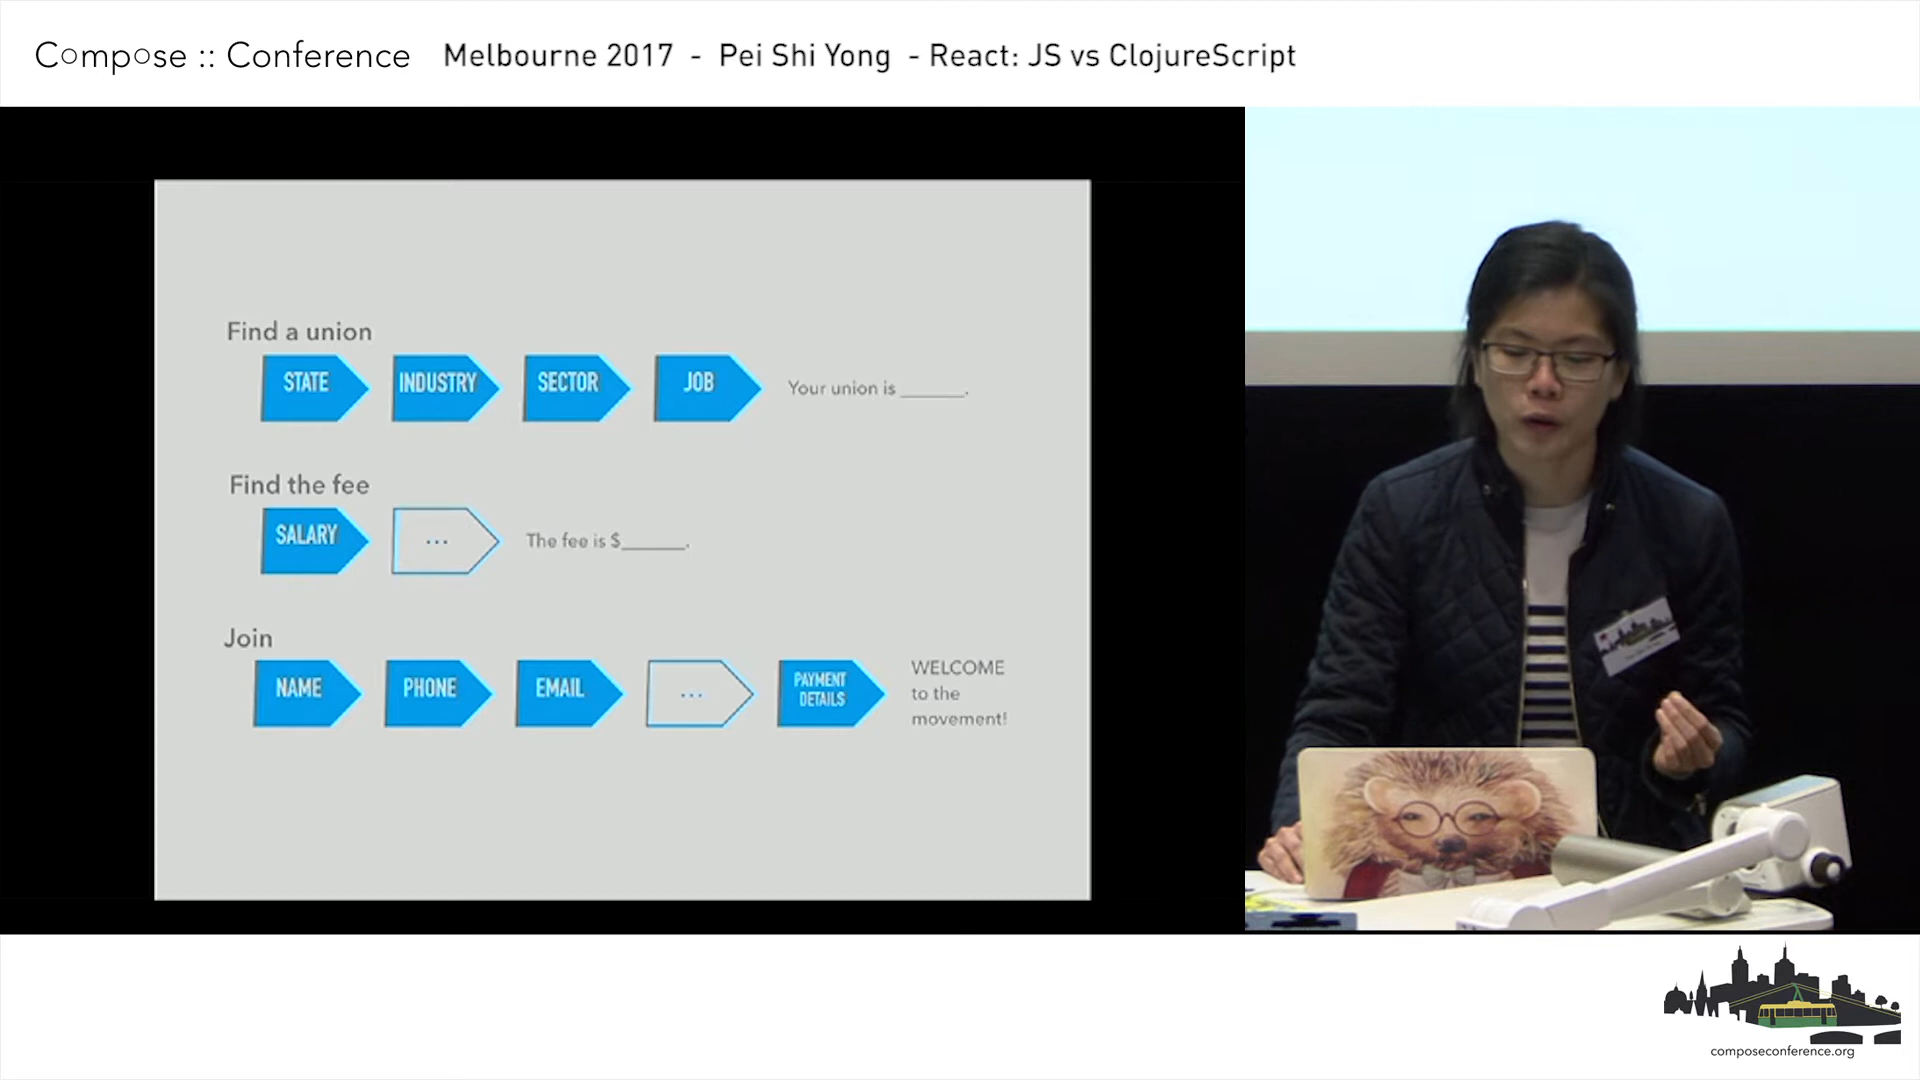 Compose :: Conference Melbourne 2017 - Pei Shi Yong - React: JS vs ClojureScript
Find a union
STATE
INDUSTRY
SECTOR
JOB
Your union is ______.
Find the fee
SALARY
...
The fee is $______.
Join
NAME
PHONE
EMAIL
...
PAYMENT
DETAILS
WELCOME
to the
movement!
composeconference.org